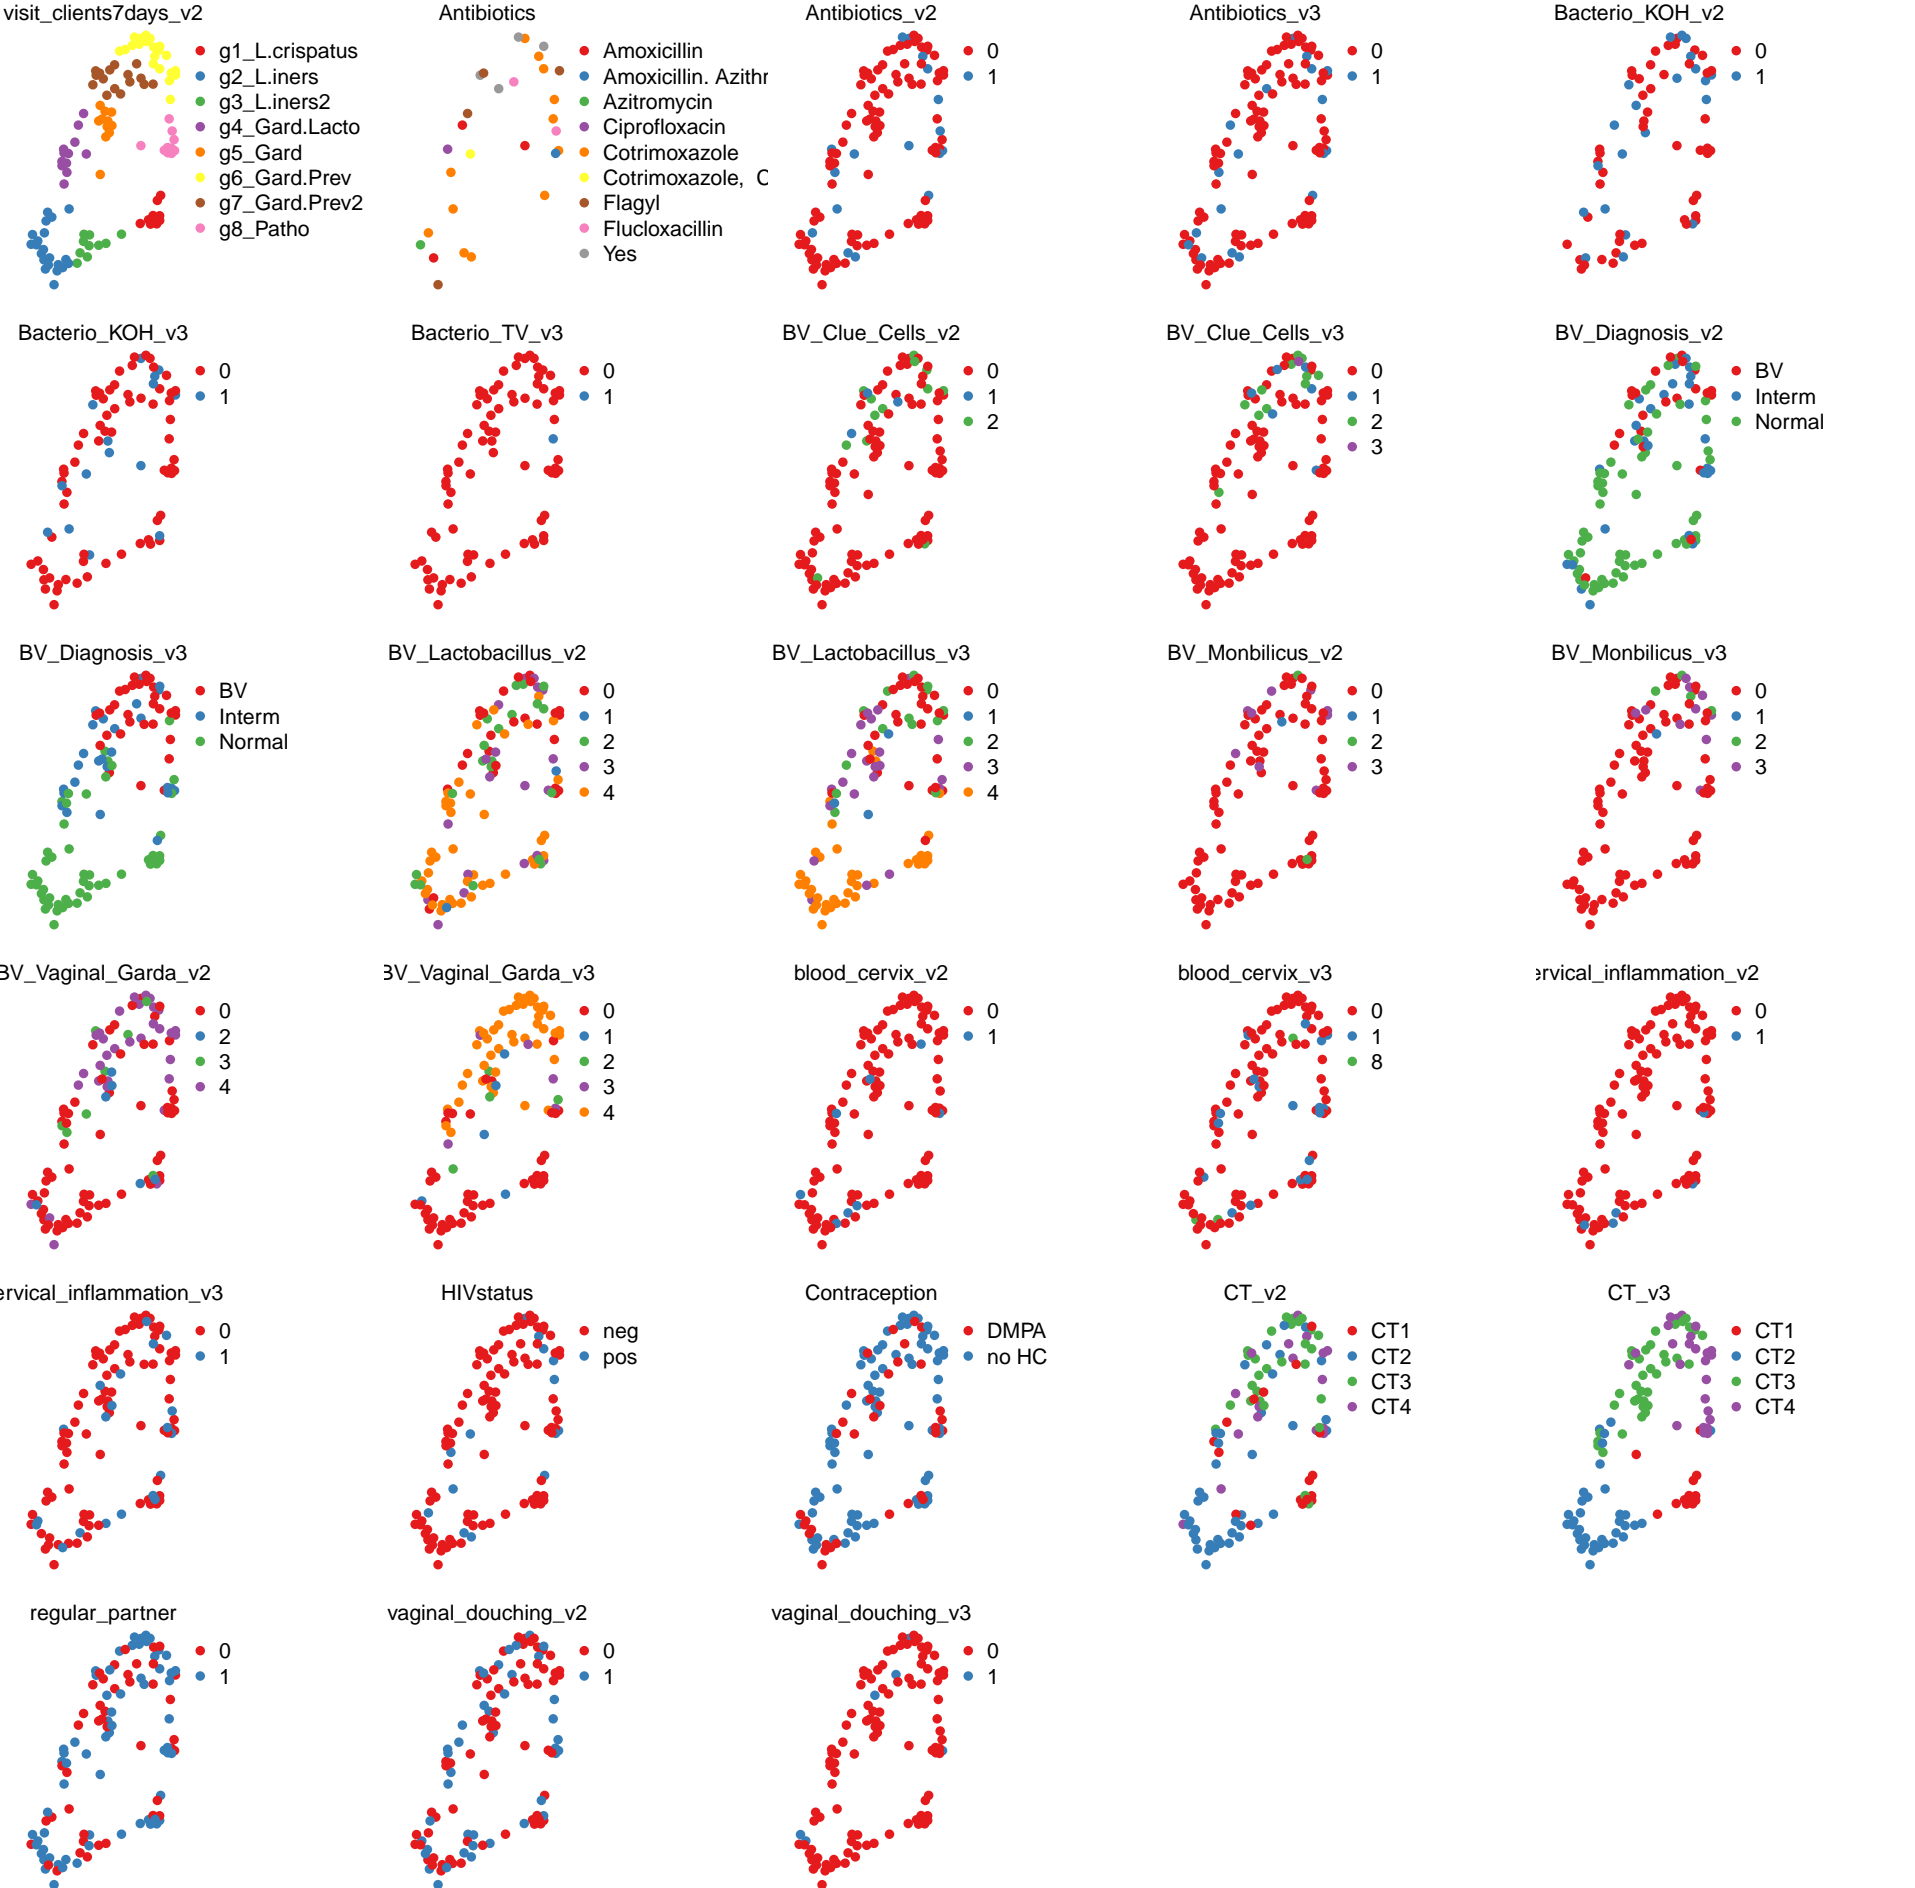 visit_clients7days_v2
g1_L.crispatus
g2_L.iners
g3_L.iners2
g4_Gard.Lacto
g5_Gard
g6_Gard.Prev
g7_Gard.Prev2
g8_Patho
Antibiotics
Amoxicillin
Amoxicillin. Azithr
Azitromycin
Ciprofloxacin
Cotrimoxazole
Cotrimoxazole, C
Flagyl
Flucloxacillin
Yes
Antibiotics_v2
0
1
Antibiotics_v3
0
1
Bacterio_KOH_v2
0
1
Bacterio_KOH_v3
0
1
Bacterio_TV_v3
0
1
BV_Clue_Cells_v2
0
1
2
BV_Clue_Cells_v3
0
1
2
3
BV_Diagnosis_v2
BV
Interm
Normal
BV_Diagnosis_v3
BV
Interm
Normal
BV_Lactobacillus_v2
0
1
2
3
4
BV_Lactobacillus_v3
0
1
2
3
4
BV_Monbilicus_v2
0
1
2
3
BV_Monbilicus_v3
0
1
2
3
BV_Vaginal_Garda_v2
0
2
3
4
BV_Vaginal_Garda_v3
0
1
2
3
4
blood_cervix_v2
0
1
blood_cervix_v3
0
1
8
ervical_inflammation_v2
0
1
ervical_inflammation_v3
0
1
HIVstatus
neg
pos
Contraception
DMPA
no HC
CT_v2
CT1
CT2
CT3
CT4
CT_v3
CT1
CT2
CT3
CT4
regular_partner
0
1
vaginal_douching_v2
0
1
vaginal_douching_v3
0
1